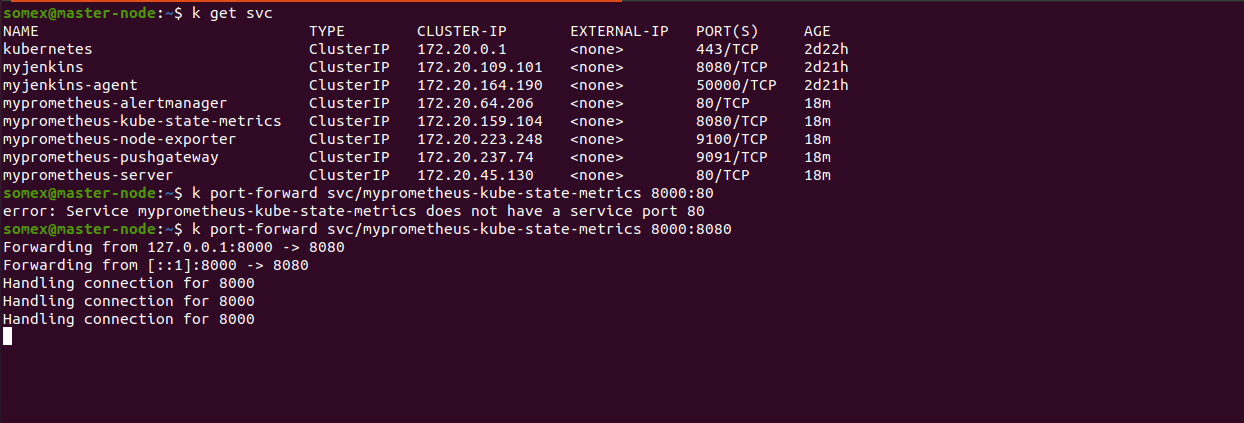 somex@master-node:~$ k get svc
NAME TYPE CLUSTER-IP EXTERNAL-IP PORT(S) AGE
kubernetes ClusterIP 172.20.0.1 <none> 443/TCP 2d22h
myjenkins ClusterIP 172.20.109.101 <none> 8080/TCP 2d21h
myjenkins-agent ClusterIP 172.20.164.190 <none> 50000/TCP 2d21h
myprometheus-alertmanager ClusterIP 172.20.64.206 <none> 80/TCP 18m
myprometheus-kube-state-metrics ClusterIP 172.20.159.104 <none> 8080/TCP 18m
myprometheus-node-exporter ClusterIP 172.20.223.248 <none> 9100/TCP 18m
myprometheus-pushgateway ClusterIP 172.20.237.74 <none> 9091/TCP 18m
myprometheus-server ClusterIP 172.20.45.130 <none> 80/TCP 18m
somex@master-node:~$ k port-forward svc/myprometheus-kube-state-metrics 8000:80
error: Service myprometheus-kube-state-metrics does not have a service port 80
somex@master-node:~$ k port-forward svc/myprometheus-kube-state-metrics 8000:8080
Forwarding from 127.0.0.1:8000 -> 8080
Forwarding from [::1]:8000 -> 8080
Handling connection for 8000
Handling connection for 8000
Handling connection for 8000